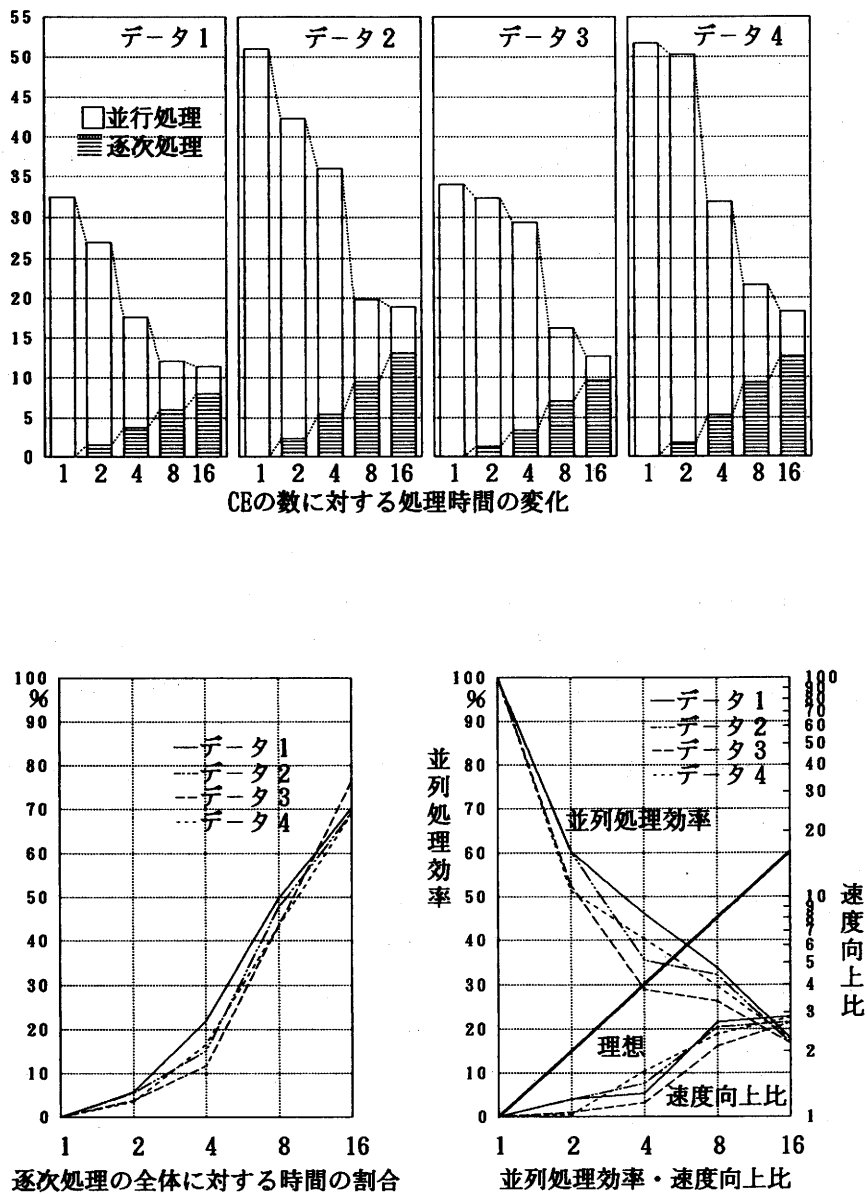 55
50
45
40
35
30
25
20
15
10
5
0
データ1
データ2
データ3
データ4
並行処理
逐次処理
1 2 4 8 16
1 2 4 8 16
1 2 4 8 16
1 2 4 8 16
CEの数に対する処理時間の変化
100
%
90
80
70
60
50
40
30
20
10
0
データ1
データ2
データ3
データ4
1 2 4 8 16
逐次処理の全体に対する時間の割合
並列処理効率
100
%
90
80
70
60
50
40
30
20
10
0
データ1
データ2
データ3
データ4
並列処理効率
理想
速度向上比
100
90
80
70
60
50
40
30
20
10
9
8
7
6
5
4
3
2
1
速度向上比
1 2 4 8 16
並列処理効率・速度向上比